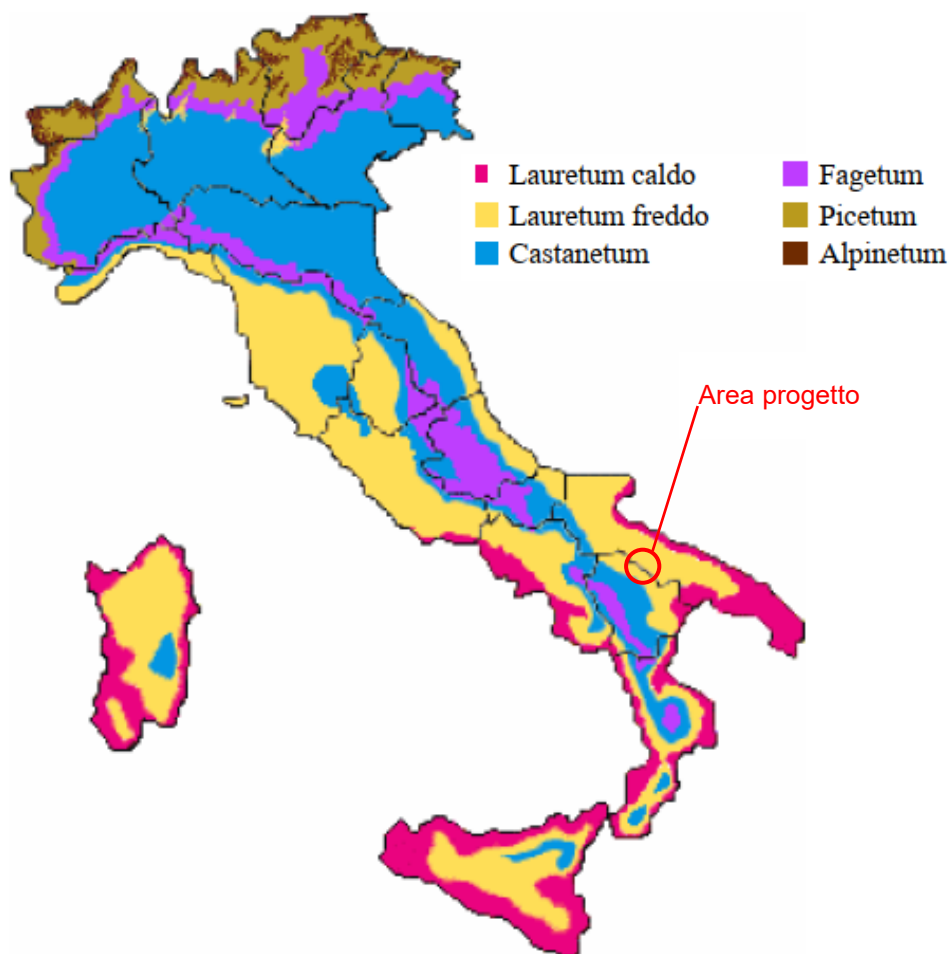 Lauretum caldo
Lauretum freddo
Castanetum
Fagetum
Picetum
Alpinetum
Area progetto